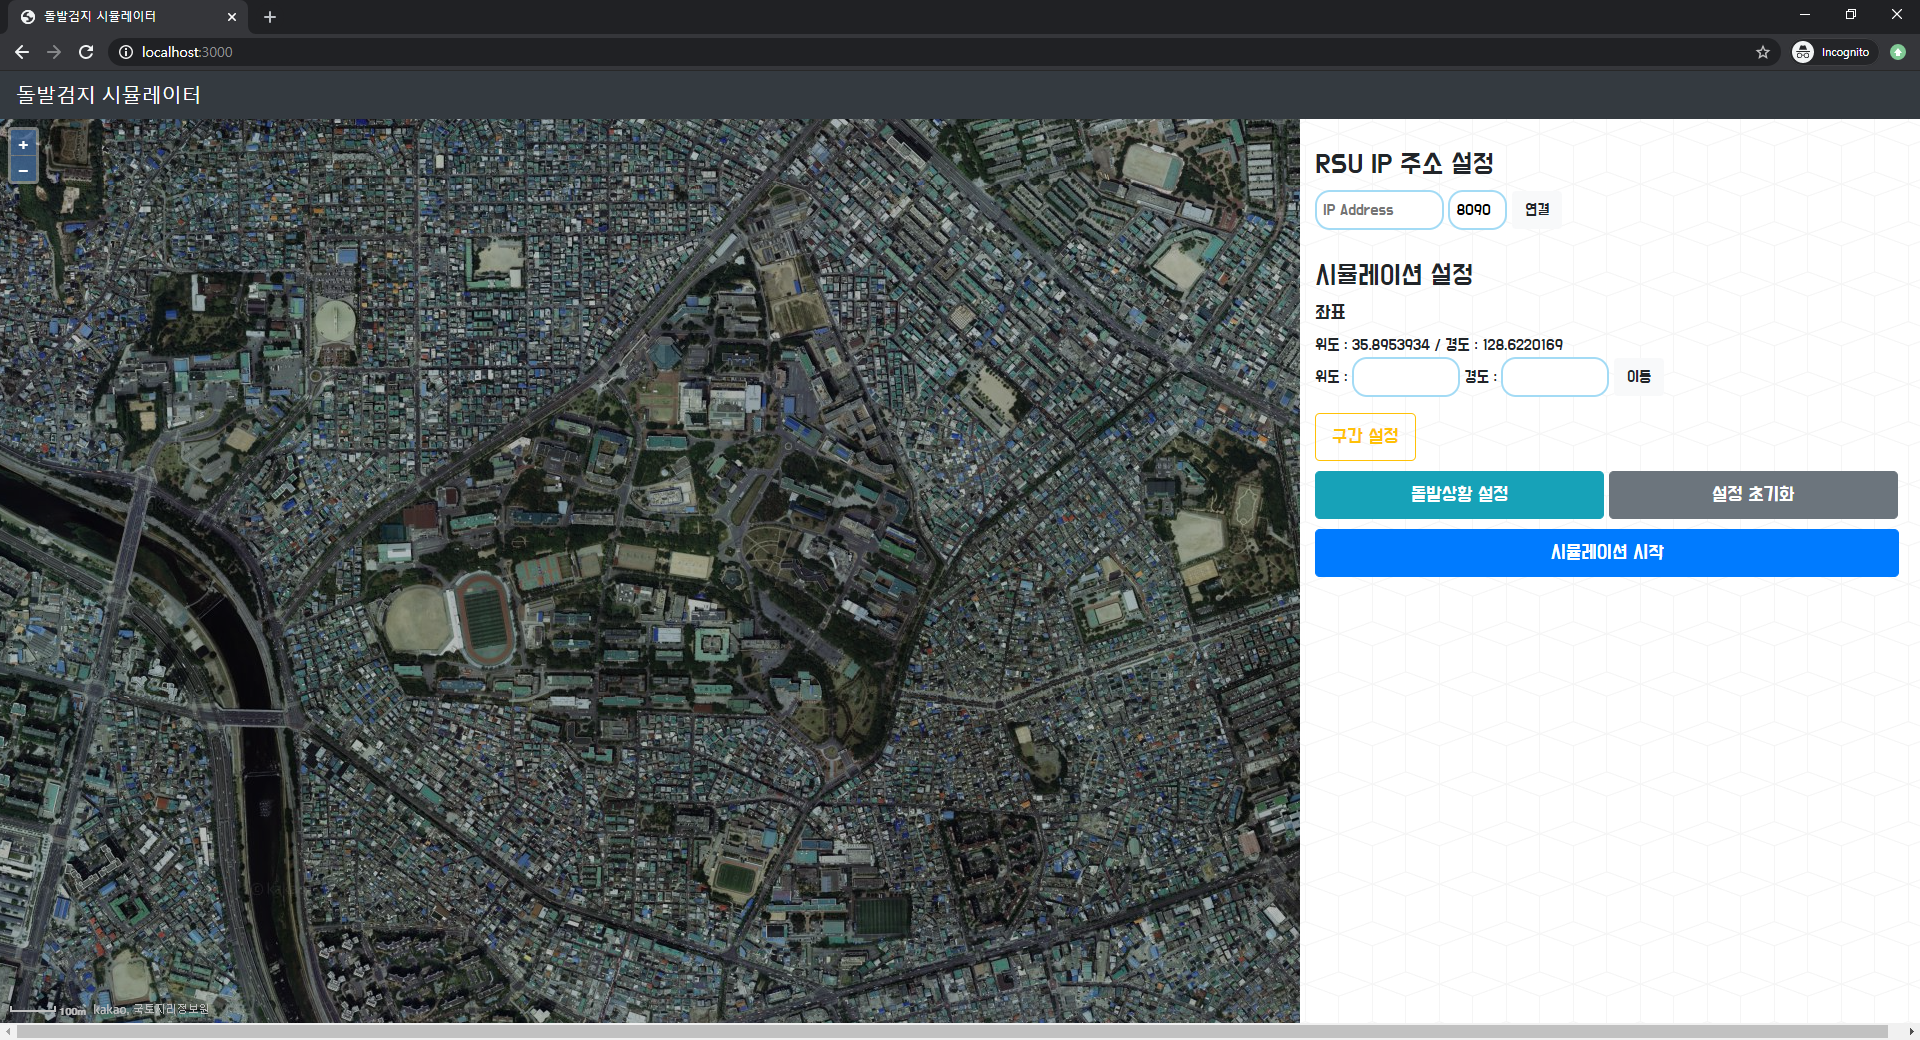 돌발검지 시뮬레이터
localhost:3000
Incognito
돌발검지 시뮬레이터
+
−
RSU IP 주소 설정
IP Address 8090 연결
시뮬레이션 설정
좌표
위도 : 35.8953934 / 경도 : 128.6220169
위도 : 경도 : 이동
구간 설정
돌발상황 설정 설정 초기화
시뮬레이션 시작
100m kakao, 국토지리정보원